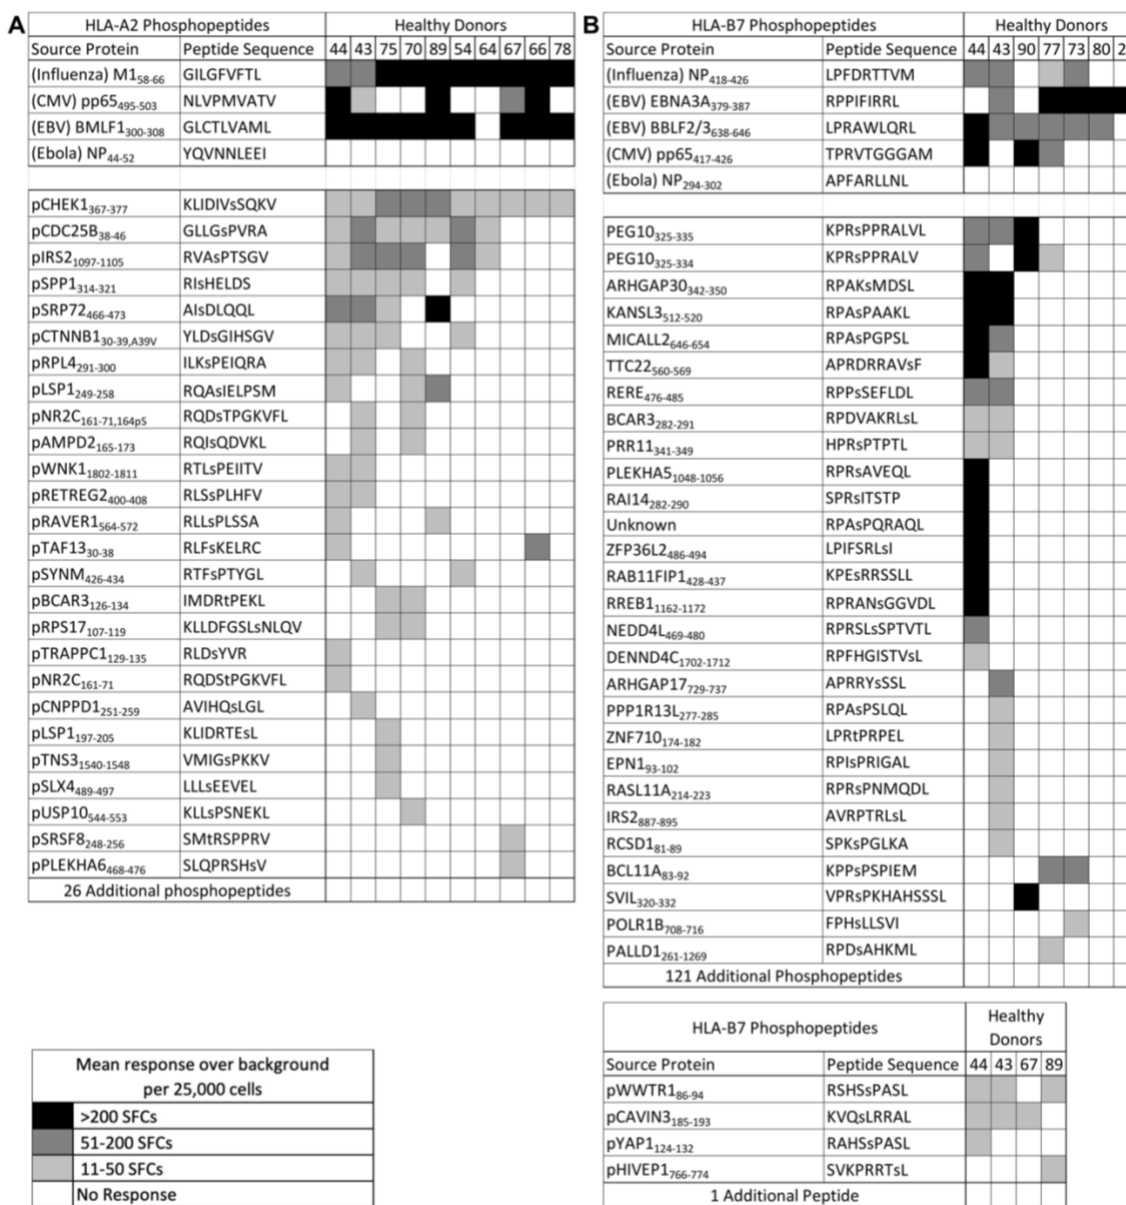 A
HLA-A2 Phosphopeptides Healthy Donors
Source Protein Peptide Sequence 44 43 75 70 89 54 64 67 66 78
(Influenza) M158-66 GILGFVFTL
(CMV) pp65495-503 NLVPMVATV
(EBV) BMLF1300-308 GLCTLVAML
(Ebola) NP44-52 YQVNNLEEI
pCHEK1367-377 KLIDIVsSQKV
pCDC25B38-46 GLLGsPVRA
pIRS21097-1105 RVAsPTSGV
pSPP1314-321 RIsHELDS
pSRP72466-473 AIsDLQQL
pCTNNB130-39,A39V YLDsGIHSGV
pRPL4291-300 ILKsPEIQRA
pLSP1249-258 RQAsIELPSM
pNR2C161-71,164p5 RQDsTPGKVFL
pAMPD2165-173 RQIsQDVKL
pWNK11802-1811 RTLsPEIITV
pRETREG2400-408 RLSsPLHFV
pRAVER1564-572 RLLsPLSSA
pTAF1330-38 RLFsKELRC
pSYNM426-434 RTFsPTYGL
pBCAR3126-134 IMDRtPEKL
pRPS17107-119 KLLDFGSLsNLQV
pTRAPPC1129-135 RLDsYVR
pNR2C161-71 RQDStPGKVFL
pCNPPD1251-259 AVIHQsLGL
pLSP1197-205 KLIDRTEsL
pTNS31540-1548 VMIGsPKKV
pSLX4489-497 LLLsEEVEL
pUSP10544-553 KLLsPSNEKL
pSRSF8248-256 SMtRSPPRV
pPLEKHA6468-476 SLQPRSHsV
26 Additional phosphopeptides
Mean response over background
per 25,000 cells
>200 SFCs
51-200 SFCs
11-50 SFCs
No Response
B
HLA-B7 Phosphopeptides Healthy Donors
Source Protein Peptide Sequence 44 43 90 77 73 80 2
(Influenza) NP418-426 LPFDRTTVM
(EBV) EBNA3A379-387 RPPIFIRRL
(EBV) BBLF2/3638-646 LPRAWLQRL
(CMV) pp65417-426 TPRVTGGGAM
(Ebola) NP294-302 APFARLLNL
PEG10325-335 KPRsPPRALVL
PEG10325-334 KPRsPPRALV
ARHGAP30342-350 RPAKsMDSL
KANSL3512-520 RPAsPAAKL
MICALL2646-654 RPAsPGPSL
TTC22560-569 APRDRRAVsF
RERE476-485 RPPsSEFLDL
BCAR3282-291 RPDVAKRLsL
PRR11341-349 HPRsPTPTL
PLEKHA51048-1056 RPRsAVEQL
RAI14282-290 SPRsITSTP
Unknown RPAsPQRAQL
ZFP36L2486-494 LPIFSRLsI
RAB11FIP1428-437 KPEsRRSSLL
RREB11162-1172 RPRANsGGVDL
NEDD4L469-480 RPRSLsSPTVTL
DENND4C1702-1712 RPFHGISTVsL
ARHGAP17729-737 APRRYsSSL
PPP1R13L277-285 RPAsPSLQL
ZNF710174-182 LPRtPRPEL
EPN193-102 RPIsPRIGAL
RASL11A214-223 RPRsPNMQDL
IRS2887-895 AVRPTRLsL
RCSD181-89 SPKsPGLKA
BCL11A83-92 KPPsPSPIEM
SVIL320-332 VPRsPKHAHSSSL
POLR1B708-716 FPHsLLSVI
PALLD1261-1269 RPDsAHKML
121 Additional Phosphopeptides
HLA-B7 Phosphopeptides Healthy Donors
Source Protein Peptide Sequence 44 43 67 89
pWWTR186-94 RSHSsPASL
pCAVIN3185-193 KVQsLRRAL
pYAP1124-132 RAHSsPASL
pHIVEP1766-774 SVKPRRTsL
1 Additional Peptide